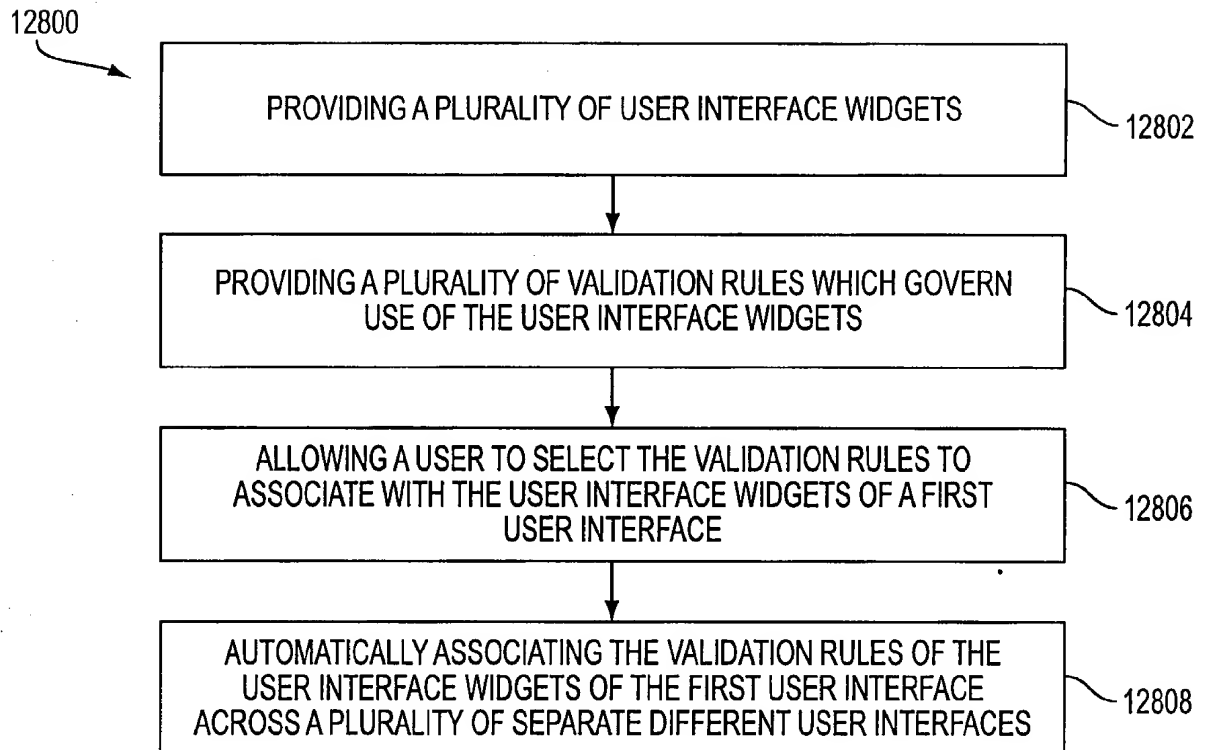 12800
PROVIDING A PLURALITY OF USER INTERFACE WIDGETS
12802
PROVIDING A PLURALITY OF VALIDATION RULES WHICH GOVERN
USE OF THE USER INTERFACE WIDGETS
12804
ALLOWING A USER TO SELECT THE VALIDATION RULES TO
ASSOCIATE WITH THE USER INTERFACE WIDGETS OF A FIRST
USER INTERFACE
12806
AUTOMATICALLY ASSOCIATING THE VALIDATION RULES OF THE
USER INTERFACE WIDGETS OF THE FIRST USER INTERFACE
ACROSS A PLURALITY OF SEPARATE DIFFERENT USER INTERFACES
12808